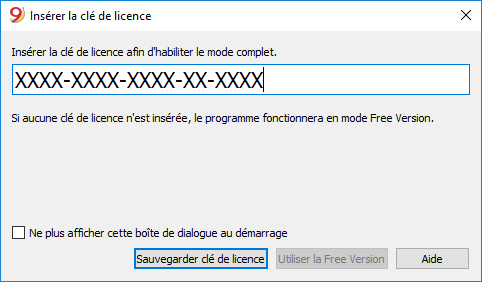 9 Insérer la clé de licence
Insérer la clé de licence afin d'habiliter le mode complet.
XXXX-XXXX-XXXX-XX-XXXX
Si aucune clé de licence n'est insérée, le programme fonctionnera en mode Free Version.
Ne plus afficher cette boîte de dialogue au démarrage
Sauvegarder clé de licence Utiliser la Free Version Aide